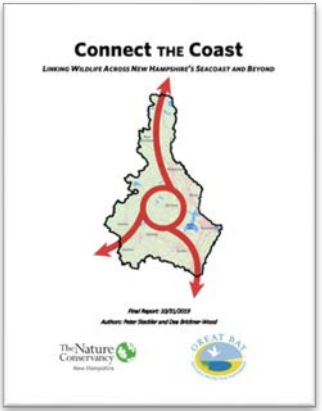 Connect THE Coast
LINKING WILDLIFE ACROSS NEW HAMPSHIRE'S SEACOAST AND BEYOND
Final Report: 10/31/2019
Authors: Peter Steckler and Dea Brickner-Wood
The Nature
Conservancy
New Hampshire
GREAT BAY